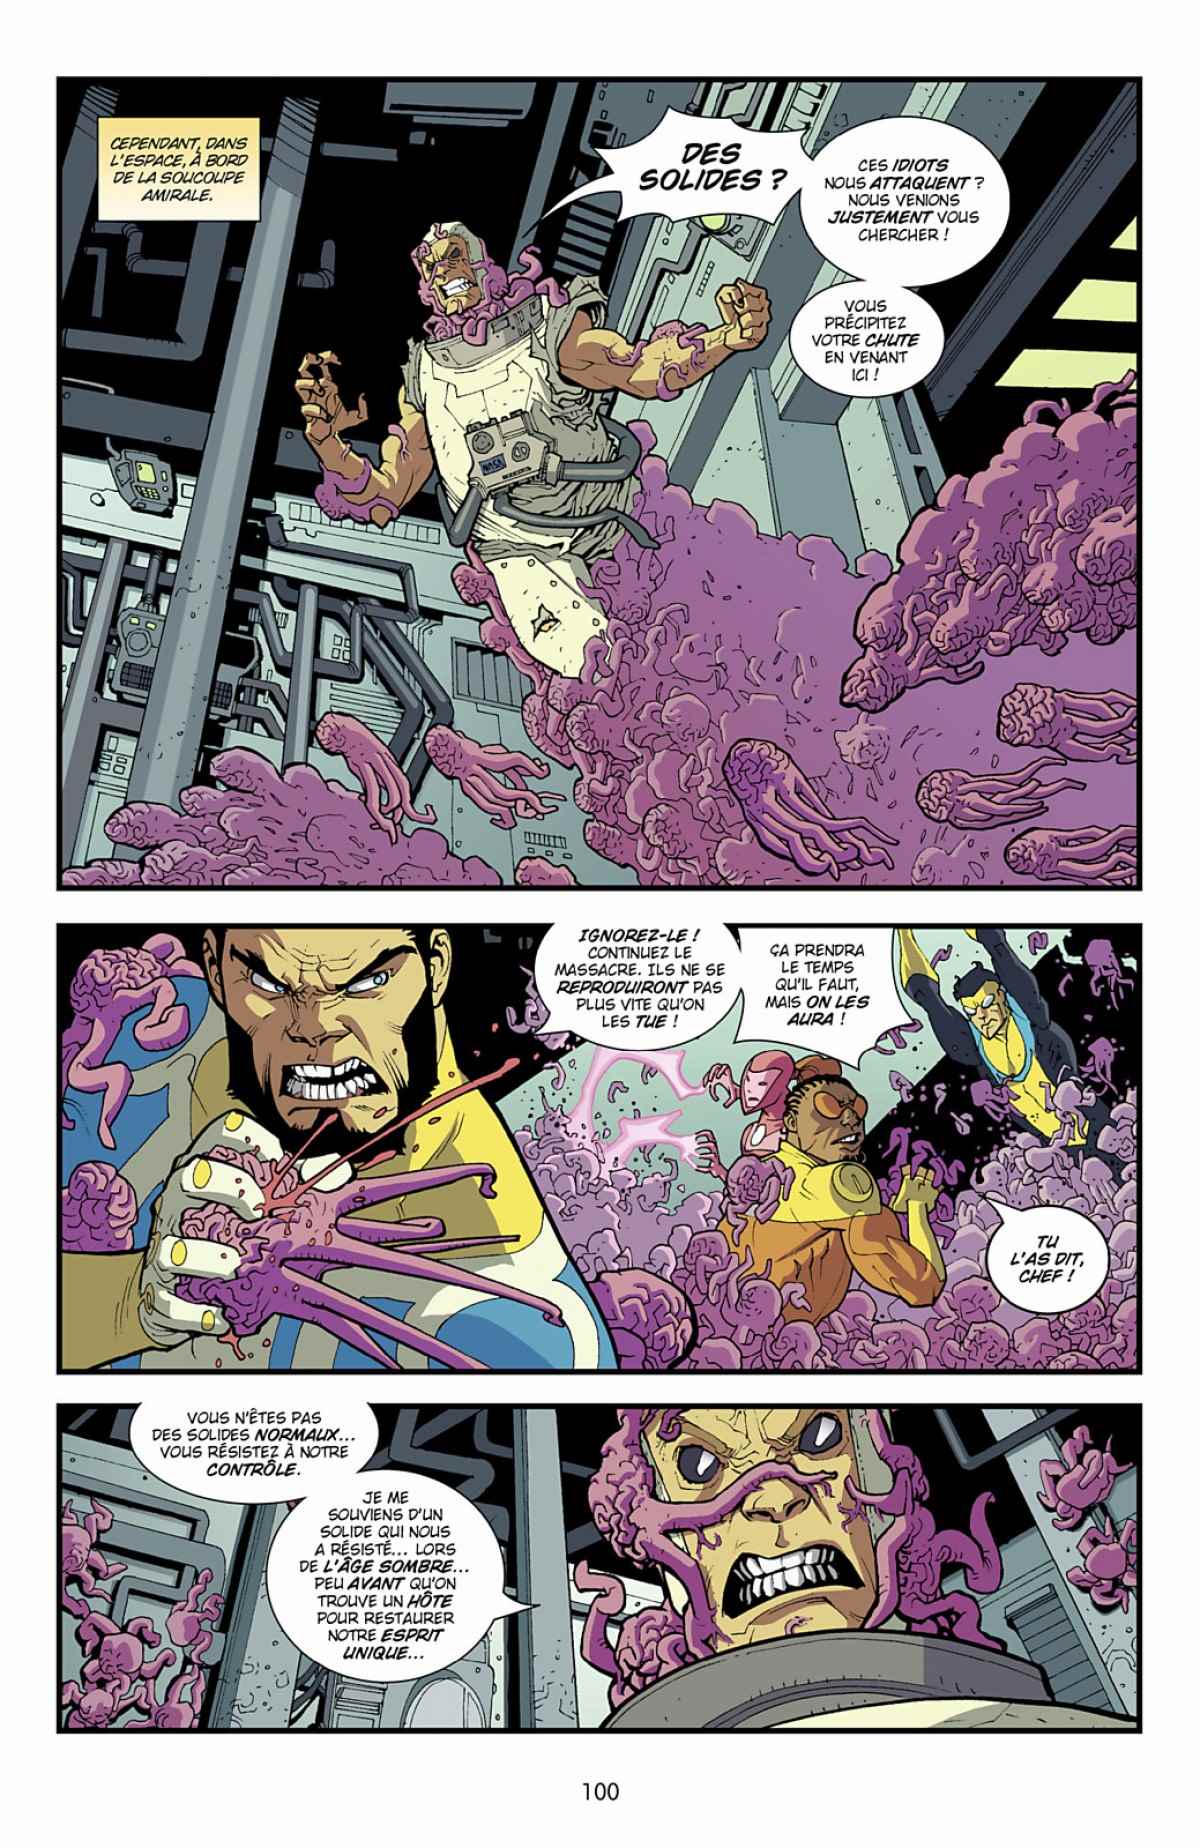 CEPENDANT, DANS
L'ESPACE, À BORD
DE LA SOUCOUPE
AMIRALE.
DES
SOLIDES ?
CES IDIOTS
NOUS ATTAQUENT ?
NOUS VENIONS
JUSTEMENT VOUS
CHERCHER !
VOUS
PRÉCIPITEZ
VOTRE CHUTE
EN VENANT
ICI !
NASA
IGNOREZ-LE !
CONTINUEZ LE
MASSACRE. ILS NE SE
REPRODUIRONT PAS
PLUS VITE QU'ON
LES TUE !
ÇA PRENDRA
LE TEMPS
QU'IL FAUT,
MAIS ON LES
AURA !
TU
L'AS DIT,
CHEF !
VOUS N'ÊTES PAS
DES SOLIDES NORMAUX...
VOUS RÉSISTEZ À NOTRE
CONTRÔLE.
JE ME
SOUVIENS D'UN
SOLIDE QUI NOUS
A RÉSISTÉ... LORS
DE L'ÂGE SOMBRE...
PEU AVANT QU'ON
TROUVE UN HÔTE
POUR RESTAURER
NOTRE ESPRIT
UNIQUE...
100